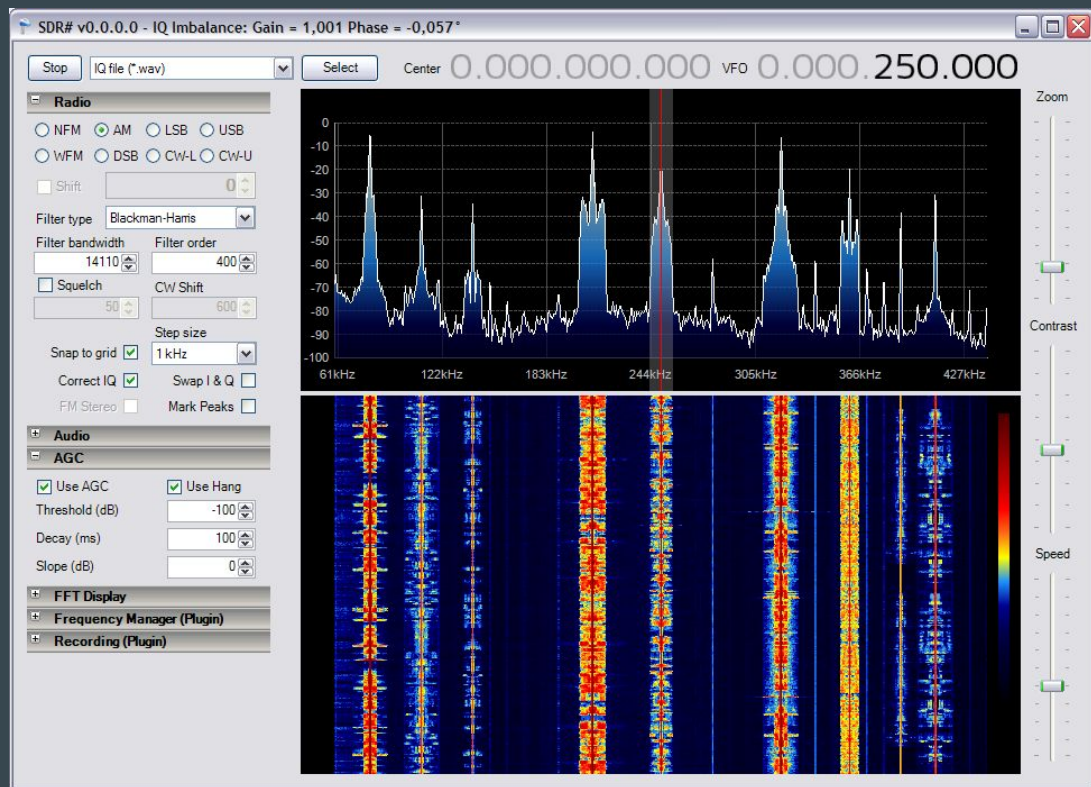 SDR# v0.0.0.0 - IQ Imbalance: Gain = 1,001 Phase = -0,057°
Stop IQ file (*.wav) Select Center 0.000.000.000 VFO 0.000.250.000
Radio
NFM AM LSB USB
WFM DSB CW-L CW-U
Shift 0
Filter type Blackman-Harris
Filter bandwidth Filter order
14110 400
Squelch CW Shift
50 600
Step size
Snap to grid 1 kHz
Correct IQ Swap I & Q
FM Stereo Mark Peaks
Audio
AGC
Use AGC Use Hang
Threshold (dB) -100
Decay (ms) 100
Slope (dB) 0
FFT Display
Frequency Manager (Plugin)
Recording (Plugin)
0
-10
-20
-30
-40
-50
-60
-70
-80
-90
-100
61kHz 122kHz 183kHz 244kHz 305kHz 366kHz 427kHz
Zoom
Contrast
Speed